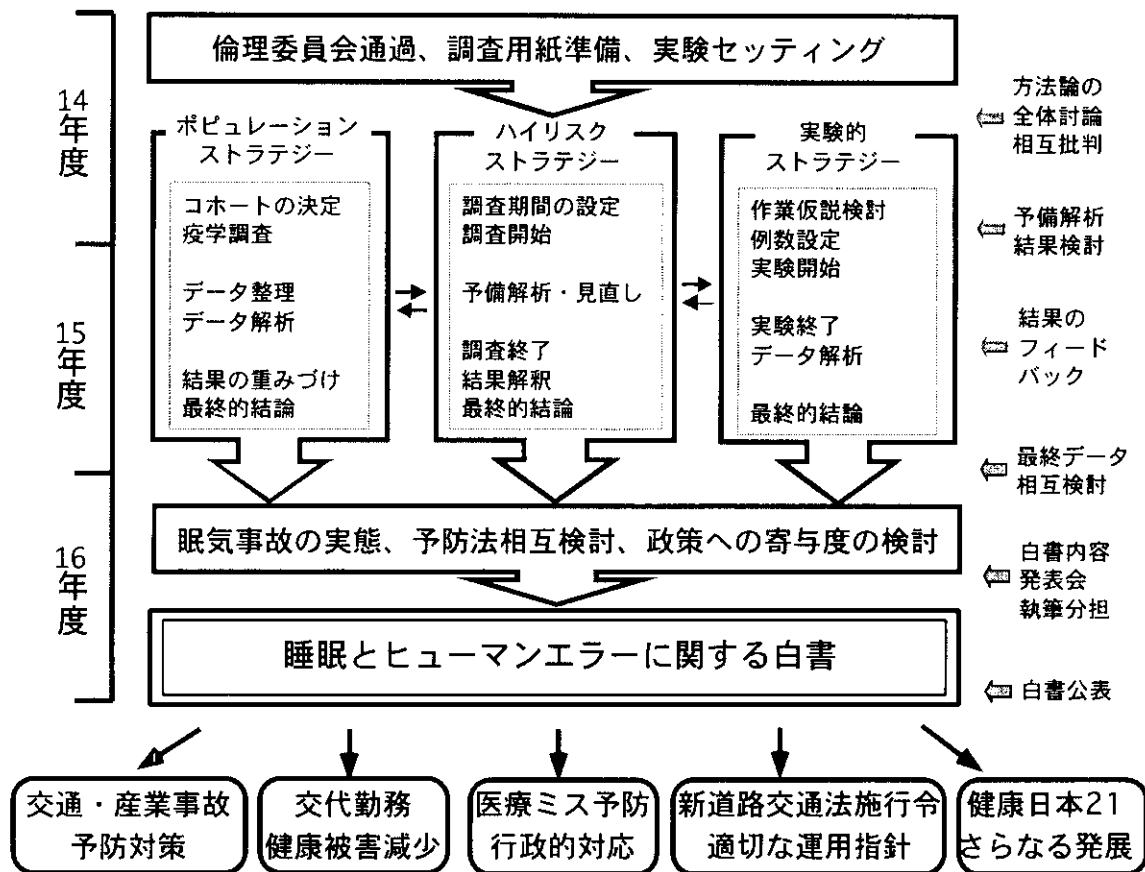 倫理委員会通過、調査用紙準備、実験セッティング
14
年
度
ポピュレーション
ストラテジー
コホートの決定
疫学調査
データ整理
データ解析
結果の重みづけ
最終的結論
ハイリスク
ストラテジー
調査期間の設定
調査開始
予備解析・見直し
調査終了
結果解釈
最終的結論
実験的
ストラテジー
作業仮説検討
例数設定
実験開始
実験終了
データ解析
最終的結論
方法論の
全体討論
相互批判
予備解析
結果検討
15
年
度
結果の
フィード
バック
最終データ
相互検討
16
年
度
眠気事故の実態、予防法相互検討、政策への寄与度の検討
白書内容
発表会
執筆分担
睡眠とヒューマンエラーに関する白書
白書公表
交通・産業事故
予防対策
交代勤務
健康被害減少
医療ミス予防
行政的対応
新道路交通法施行令
適切な運用指針
健康日本21
さらなる発展